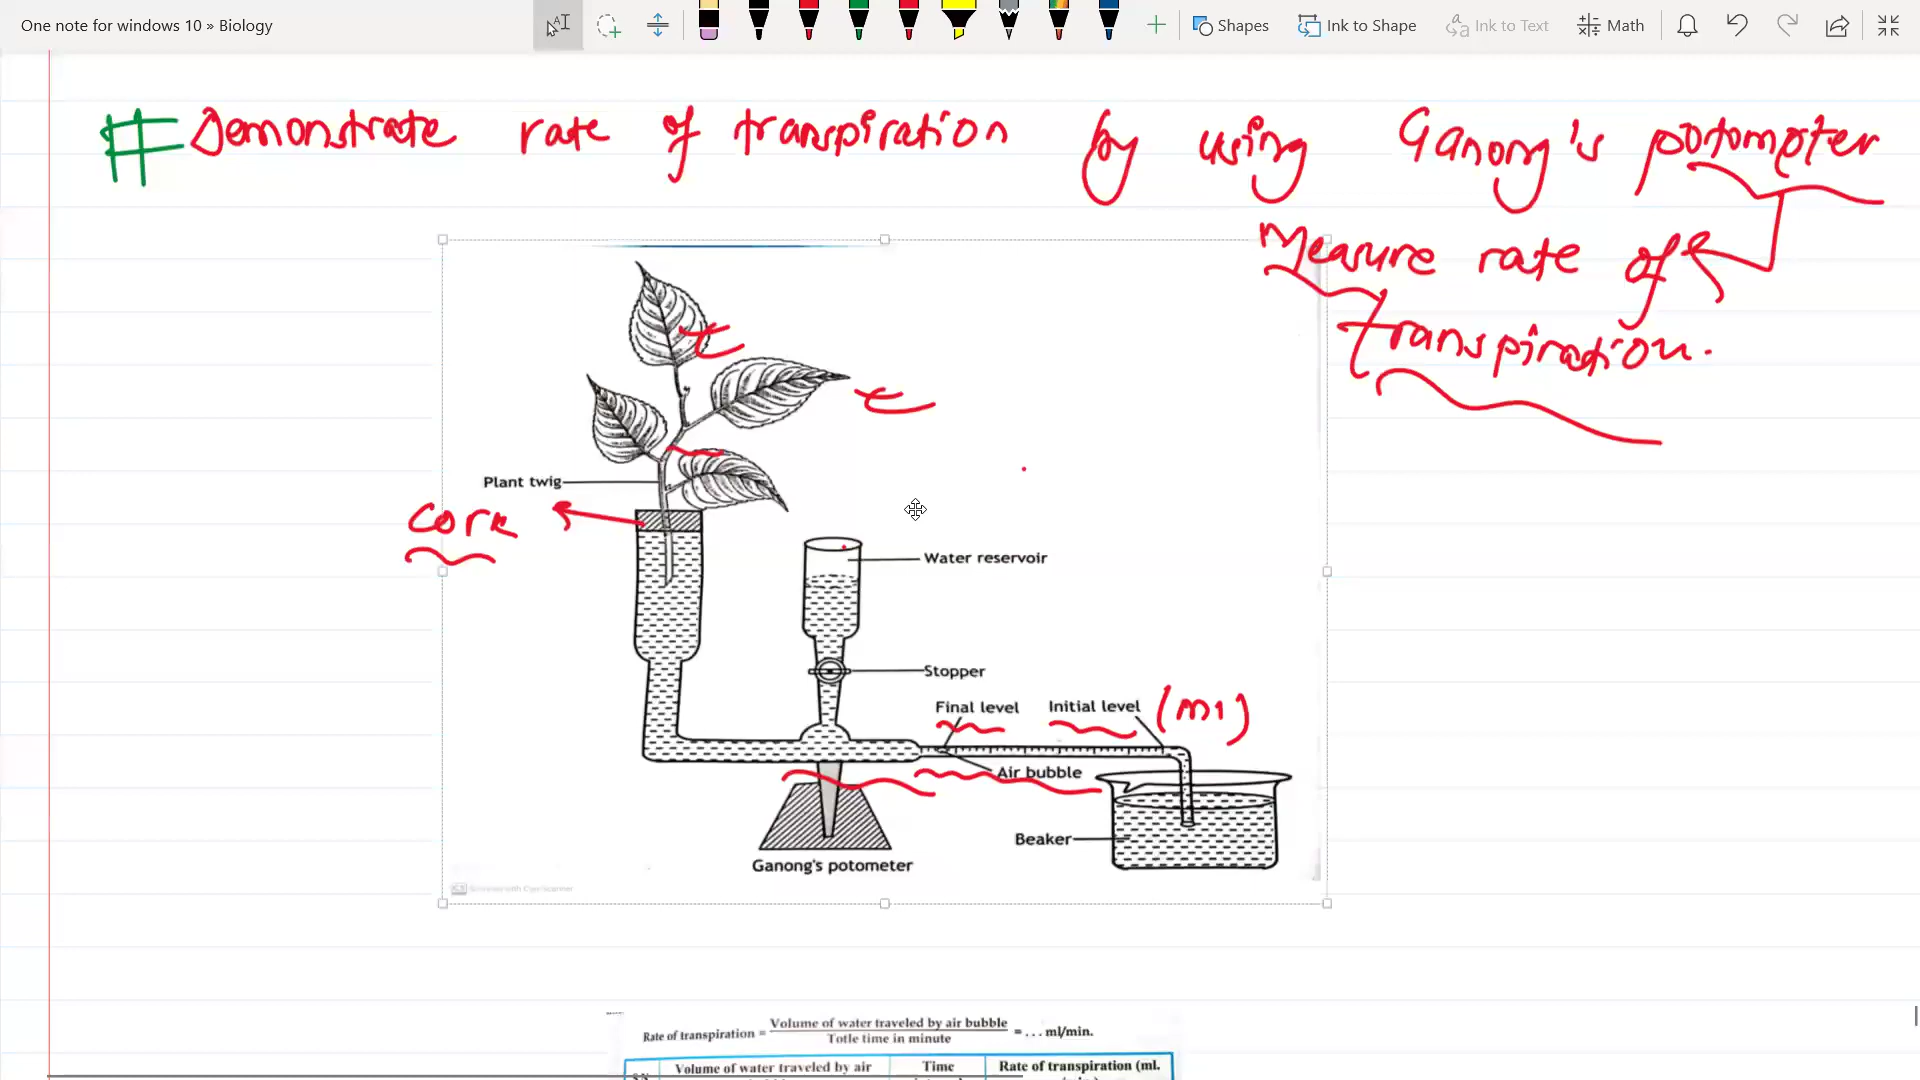 One note for windows 10 » Biology
Shapes
Ink to Shape
Ink to Text
Math
# Demonstrate rate of transpiration by using Ganong's potometer
Measure rate of
transpiration.
Plant twig
cork
Water reservoir
Stopper
Final level Initial level (m1)
Air bubble
Beaker
Ganong's potometer
Rate of transpiration = Volume of water traveled by air bubble / Totle time in minute = ... ml/min.
Volume of water traveled by air Time Rate of transpiration (ml.